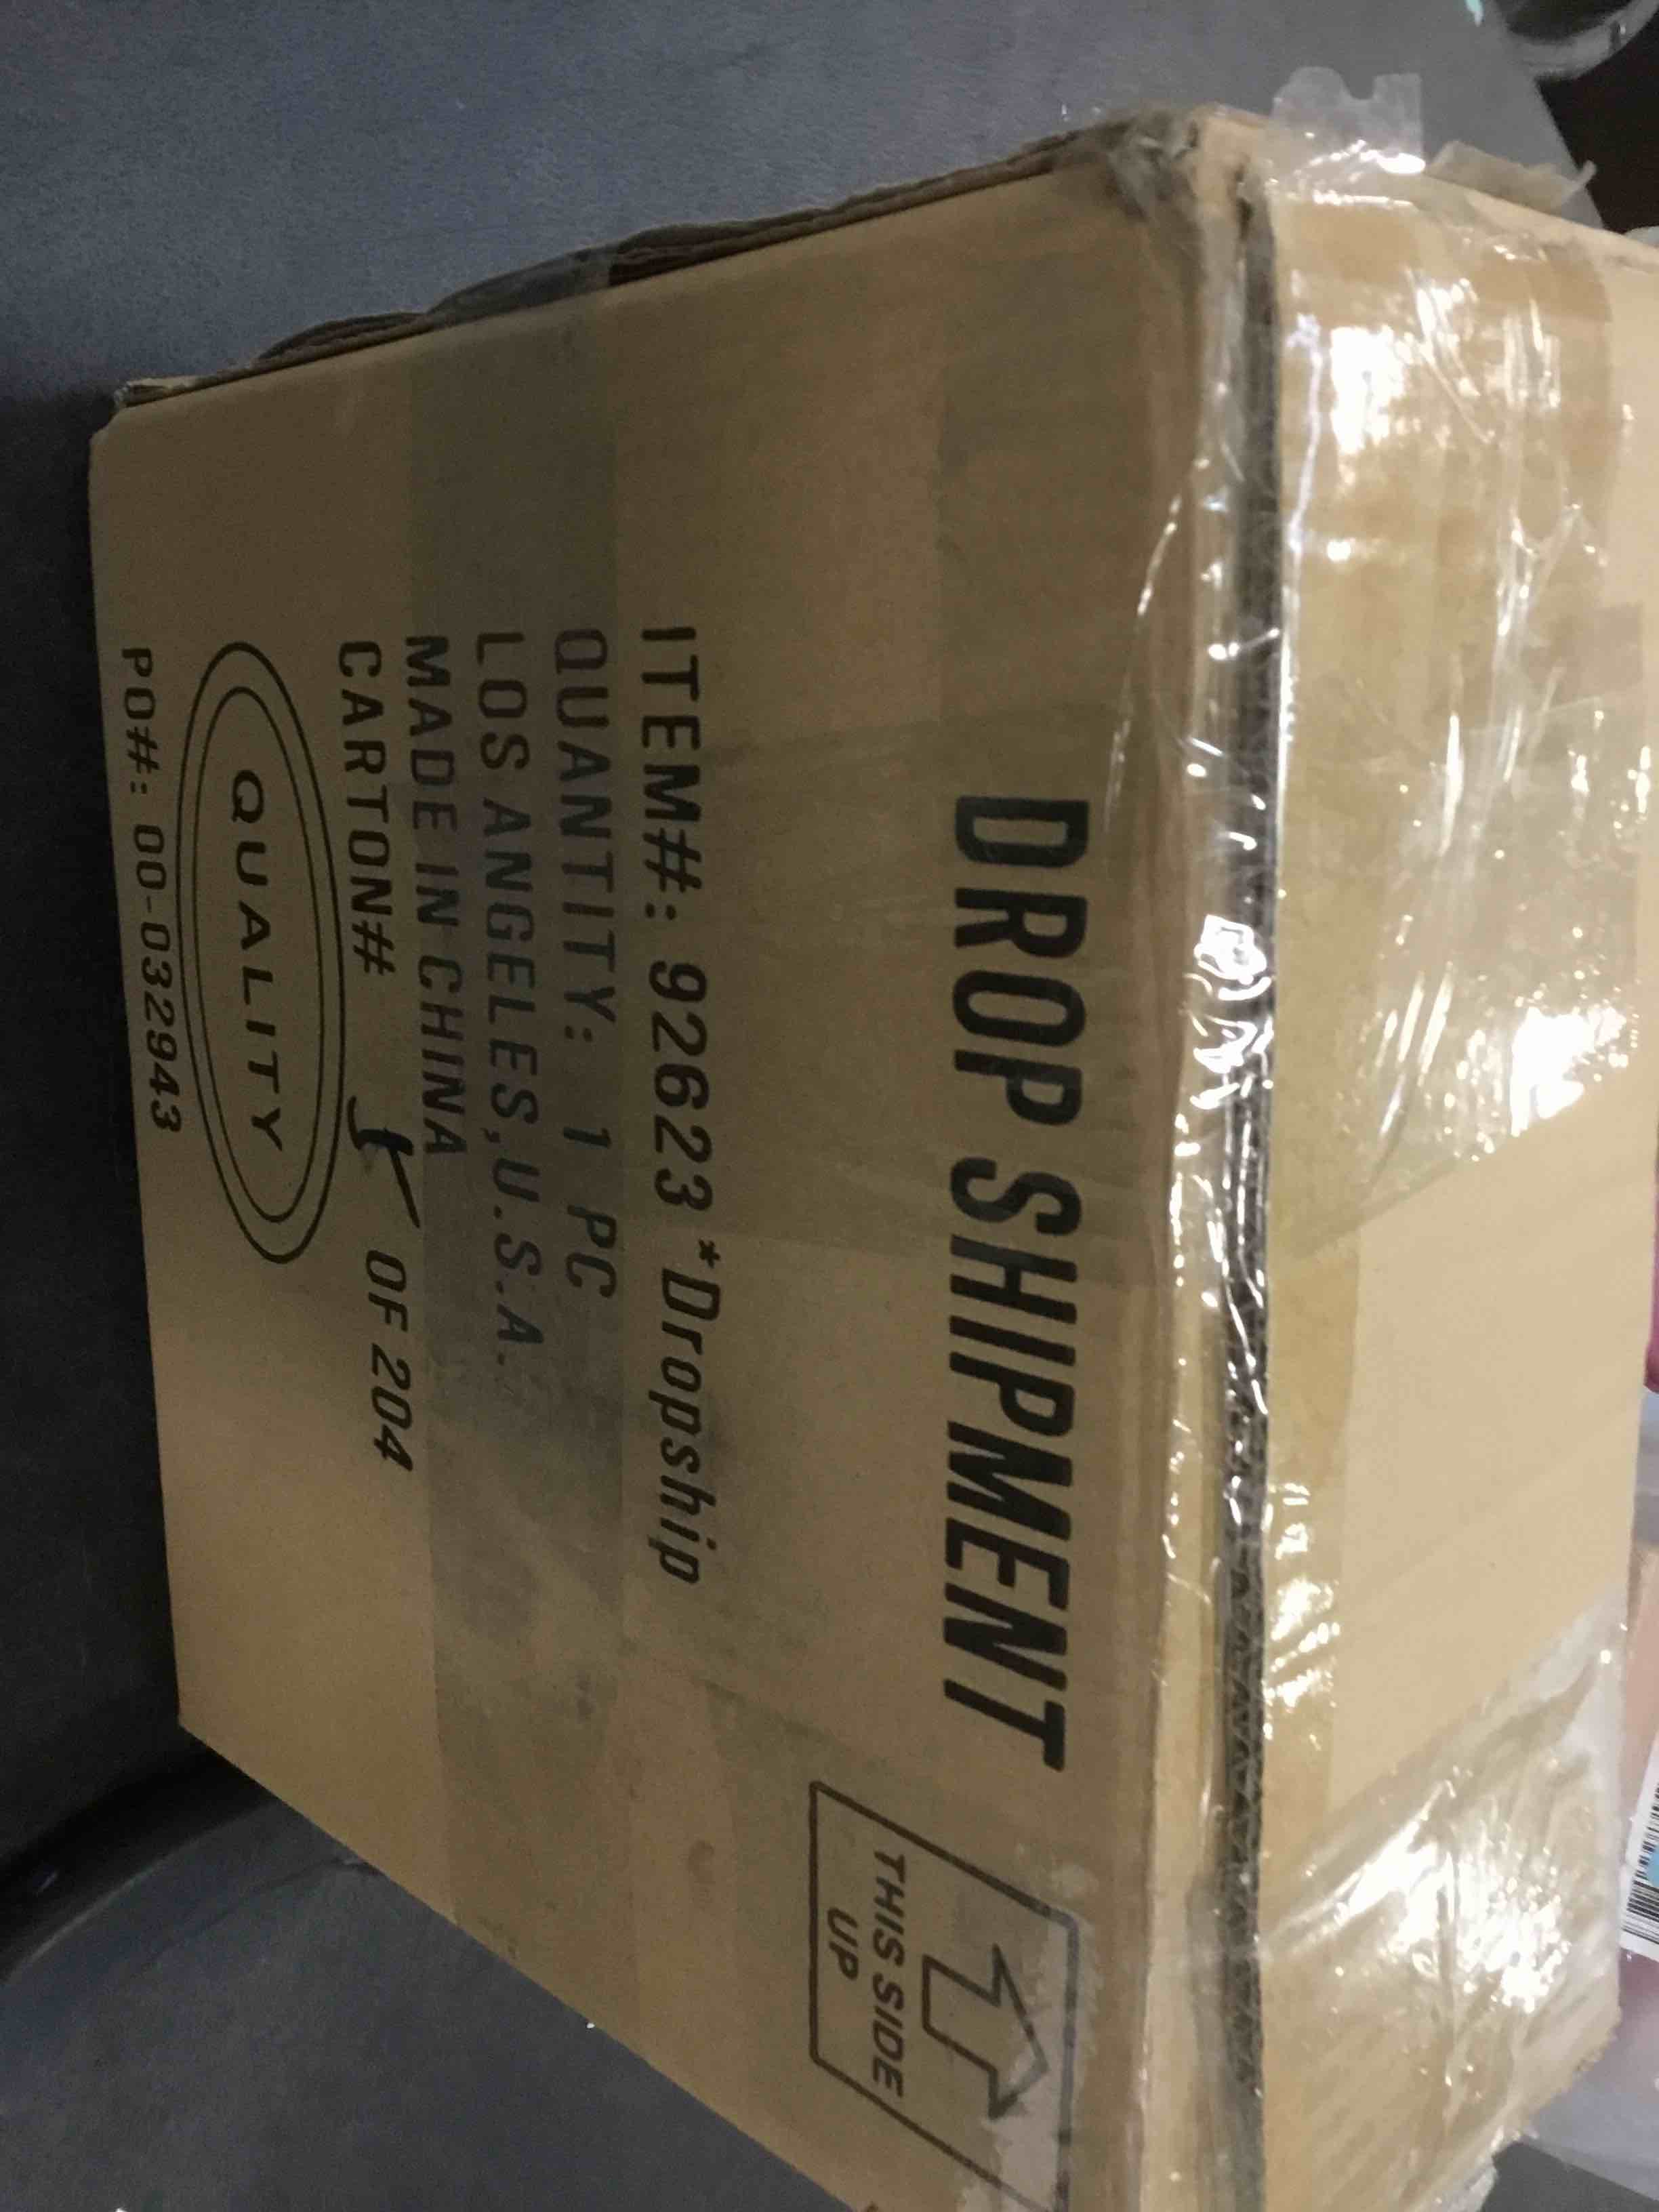 DROP SHIPMENT
THIS SIDE
UP
ITEM#: 92623*Dropship
QUANTITY: 1 PC
LOS ANGELES,U.S.A.
MADE IN CHINA
CARTON# OF 204
QUALITY
PO#: 00-032943